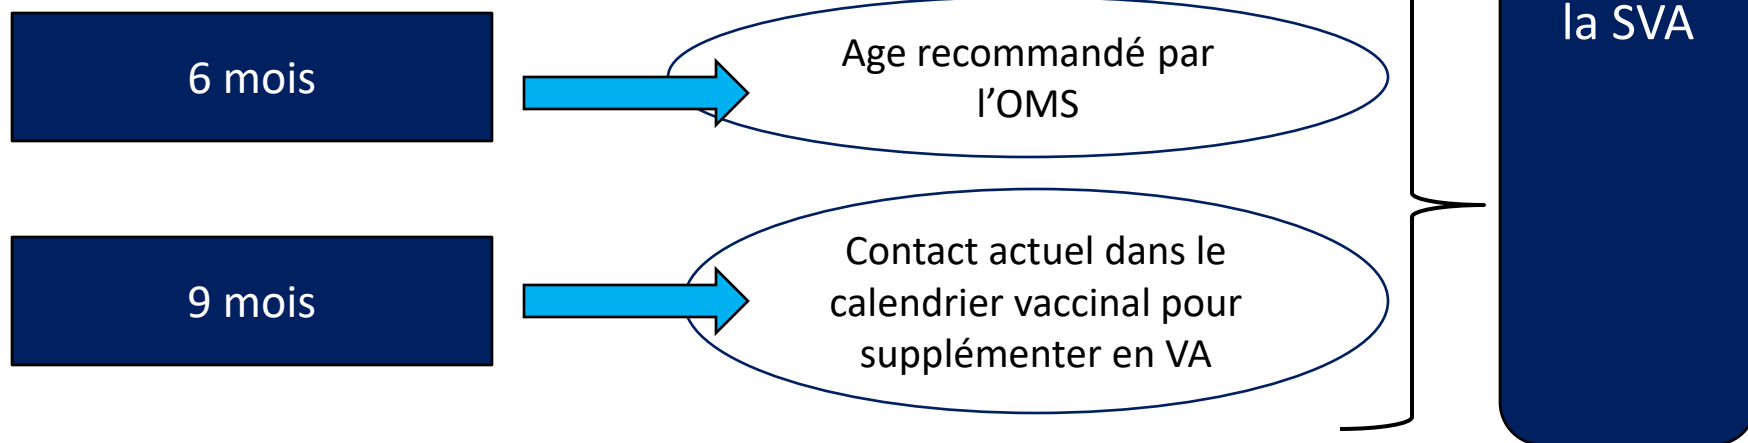 la SVA
6 mois
Age recommandé par
l’OMS
9 mois
Contact actuel dans le
calendrier vaccinal pour
supplémenter en VA